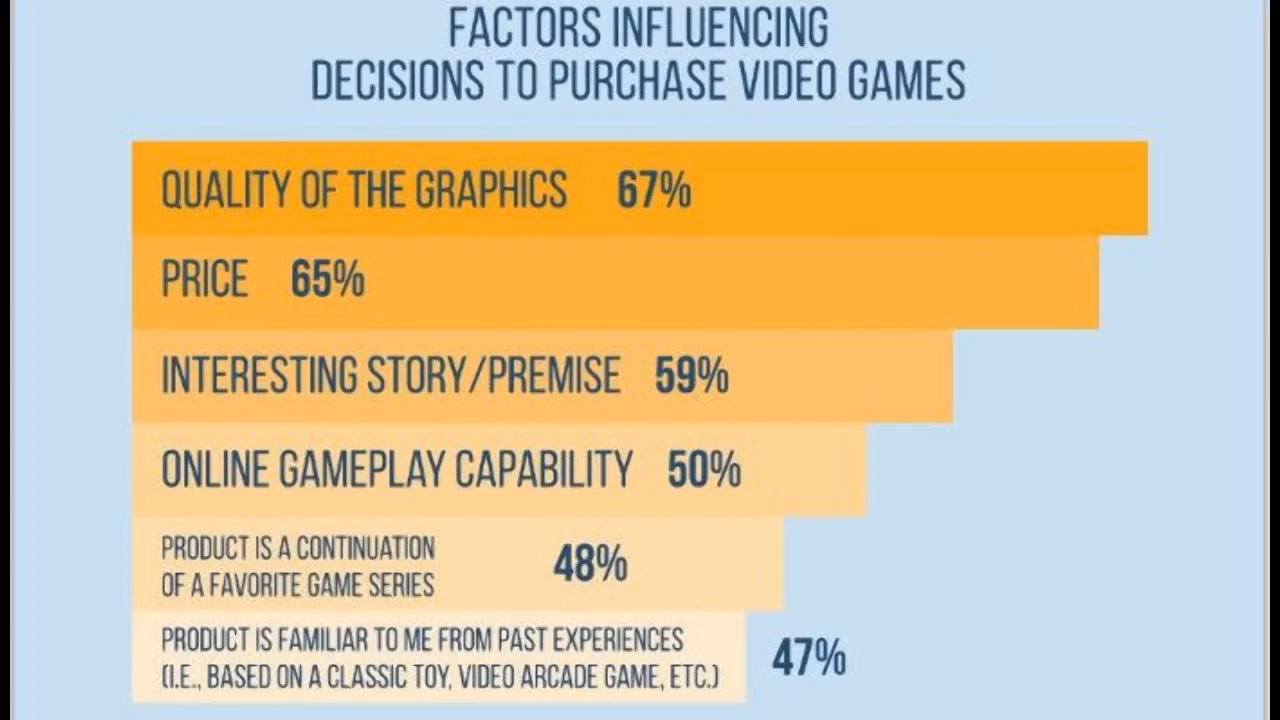 FACTORS INFLUENCING
DECISIONS TO PURCHASE VIDEO GAMES
QUALITY OF THE GRAPHICS 67%
PRICE 65%
INTERESTING STORY/PREMISE 59%
ONLINE GAMEPLAY CAPABILITY 50%
PRODUCT IS A CONTINUATION
OF A FAVORITE GAME SERIES 48%
PRODUCT IS FAMILIAR TO ME FROM PAST EXPERIENCES
(I.E., BASED ON A CLASSIC TOY, VIDEO ARCADE GAME, ETC.) 47%